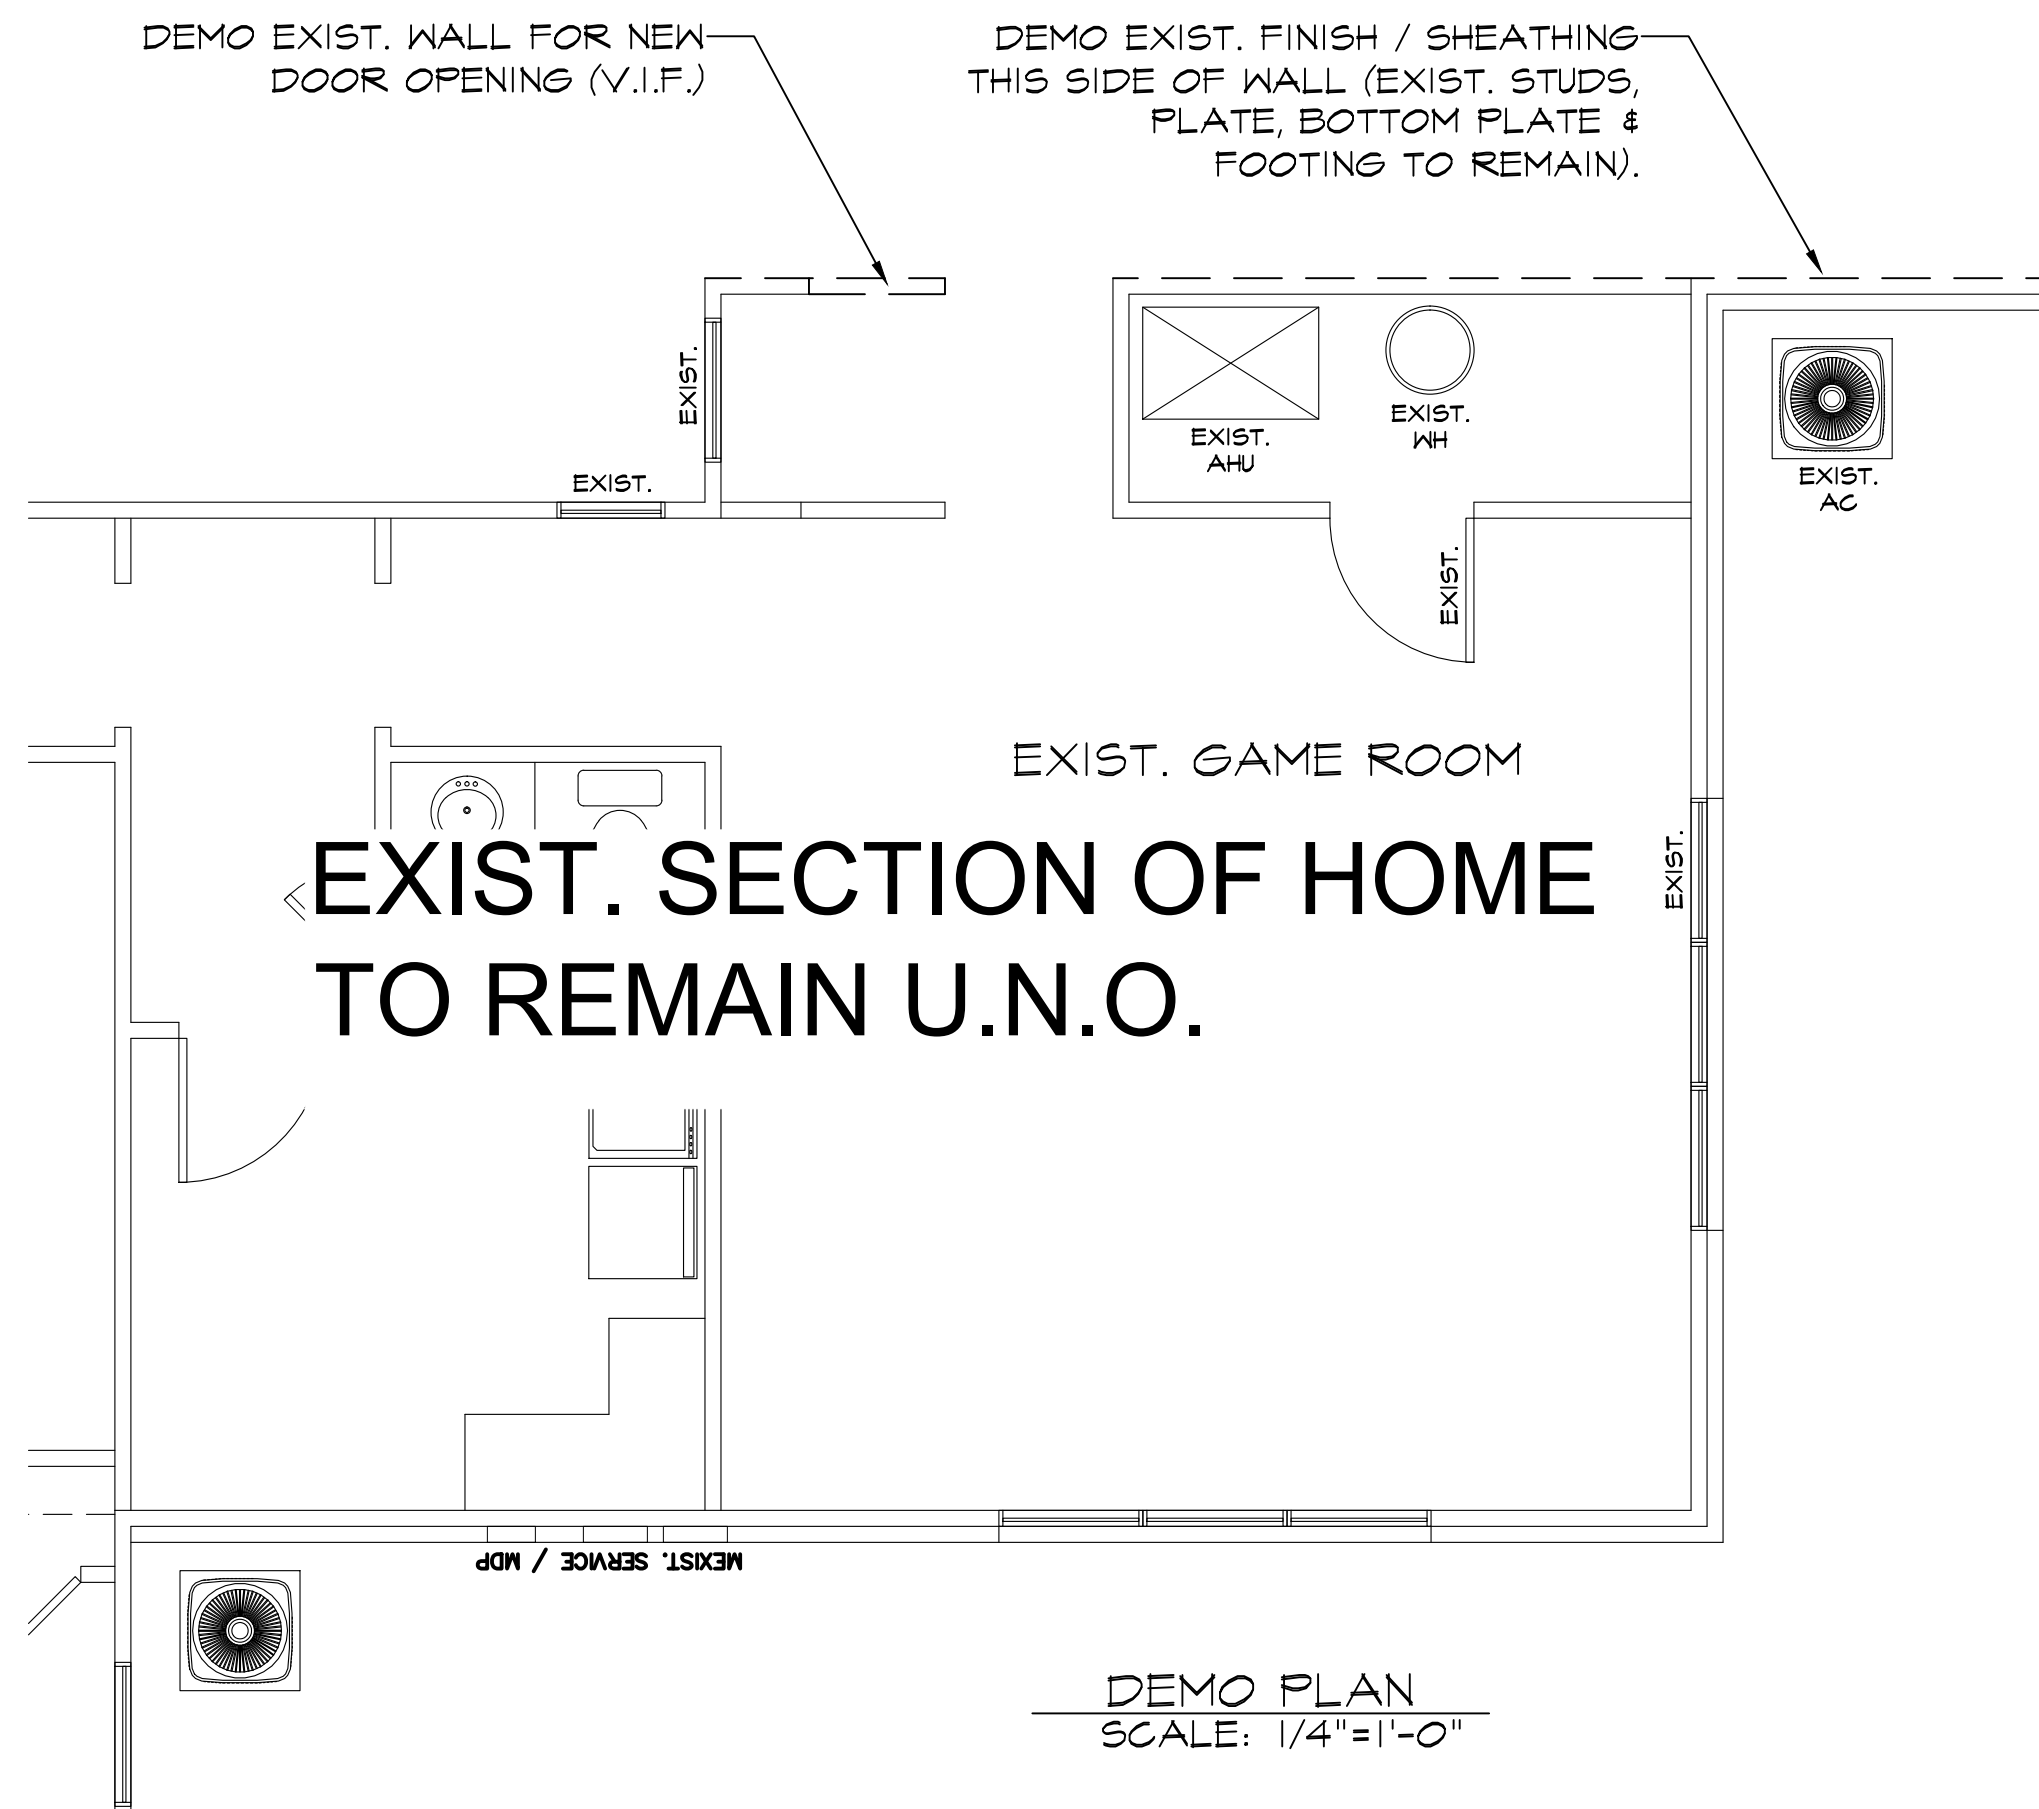 DEMO EXIST. WALL FOR NEW
DOOR OPENING (V.I.F.)
DEMO EXIST. FINISH / SHEATHING
THIS SIDE OF WALL (EXIST. STUDS,
PLATE, BOTTOM PLATE &
FOOTING TO REMAIN).
EXIST.
EXIST.
EXIST.
AHU
EXIST.
WH
EXIST.
AC
EXIST.
EXIST. GAME ROOM
EXIST. SECTION OF HOME
TO REMAIN U.N.O.
EXIST.
MEXIST. SERVICE / MDP
DEMO PLAN
SCALE: 1/4"=1'-0"